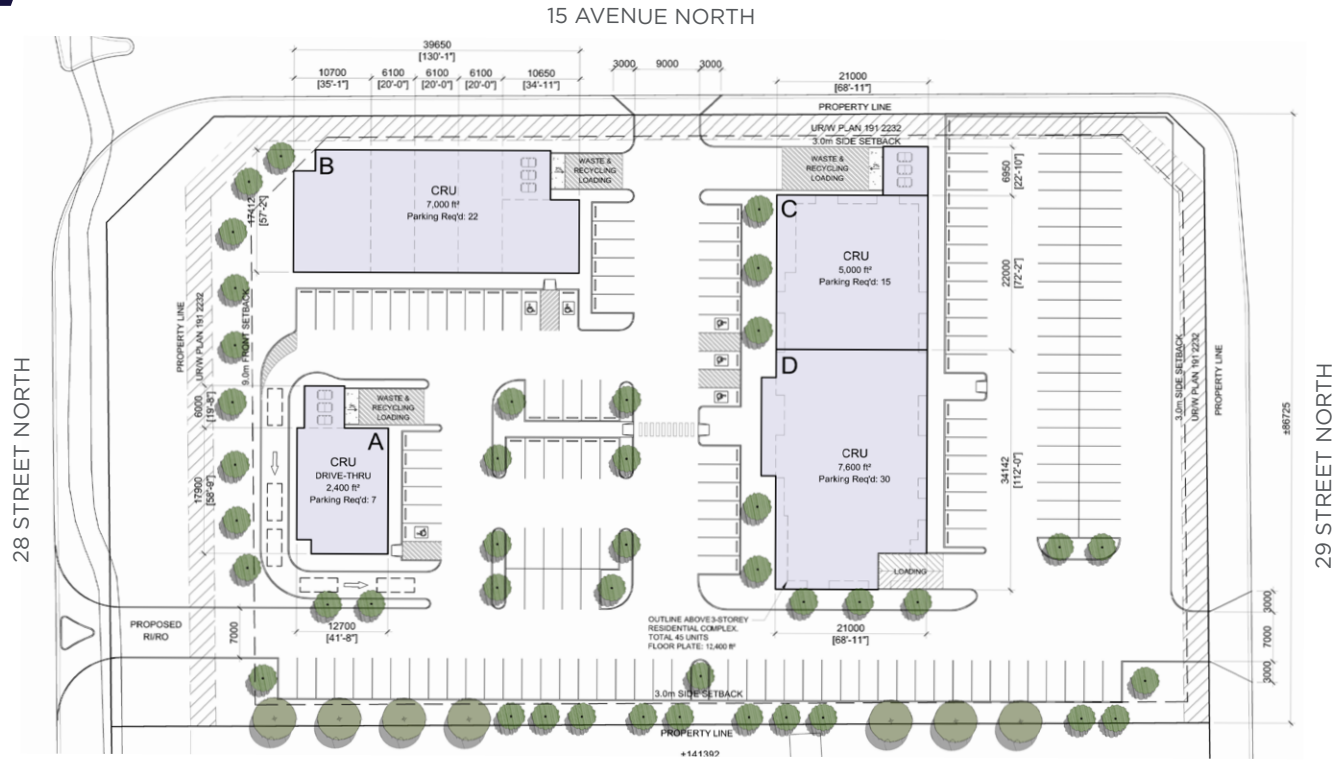 15 AVENUE NORTH
39650
[130'-1"]
10700
[35'-1"]
6100
[20'-0"]
6100
[20'-0"]
6100
[20'-0"]
10650
[34'-11"]
3000
9000
3000
21000
[68'-11"]
PROPERTY LINE
UR/W PLAN 191 2232
3.0m SIDE SETBACK
B
CRU
7,000 ft²
Parking Req'd: 22
WASTE &
RECYCLING
LOADING
WASTE &
RECYCLING
LOADING
6950
[22'-10"]
17412
[57'-2"]
C
CRU
5,000 ft²
Parking Req'd: 15
22000
[72'-2"]
PROPERTY LINE
UR/W PLAN 191 2232
9.0m FRONT SETBACK
28 STREET NORTH
6000
[19'-8"]
WASTE &
RECYCLING
LOADING
A
CRU
DRIVE-THRU
2,400 ft²
Parking Req'd: 7
17900
[58'-9"]
D
CRU
7,600 ft²
Parking Req'd: 30
34142
[112'-0"]
LOADING
3.0m SIDE SETBACK
UR/W PLAN 191 2232
PROPERTY LINE
±86725
29 STREET NORTH
PROPOSED
RI/RO
7000
12700
[41'-8"]
OUTLINE ABOVE 3-STOREY
RESIDENTIAL COMPLEX.
TOTAL 45 UNITS
FLOOR PLATE: 12,400 ft²
21000
[68'-11"]
3000
7000
3000
3.0m SIDE SETBACK
PROPERTY LINE
±141392